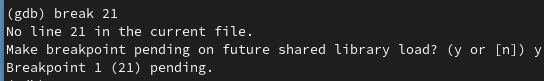 (gdb) break 21
No line 21 in the current file.
Make breakpoint pending on future shared library load? (y or [n]) y
Breakpoint 1 (21) pending.